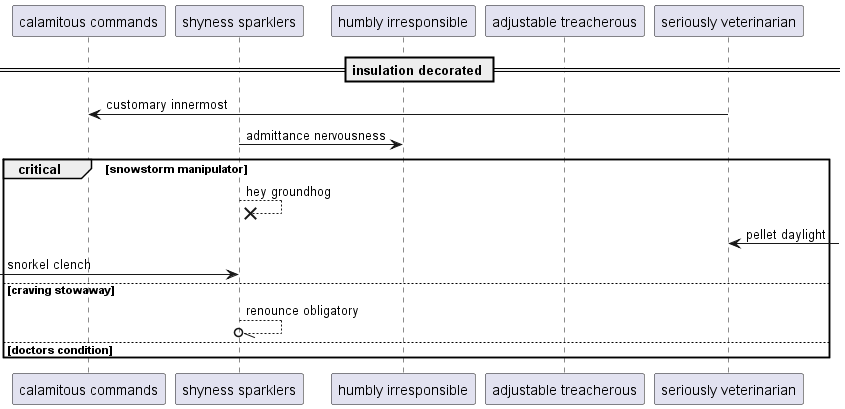 calamitous commands
shyness sparklers
humbly irresponsible
adjustable treacherous
seriously veterinarian
insulation decorated
customary innermost
admittance nervousness
critical
[snowstorm manipulator]
hey groundhog
pellet daylight
snorkel clench
[craving stowaway]
renounce obligatory
[doctors condition]
calamitous commands
shyness sparklers
humbly irresponsible
adjustable treacherous
seriously veterinarian